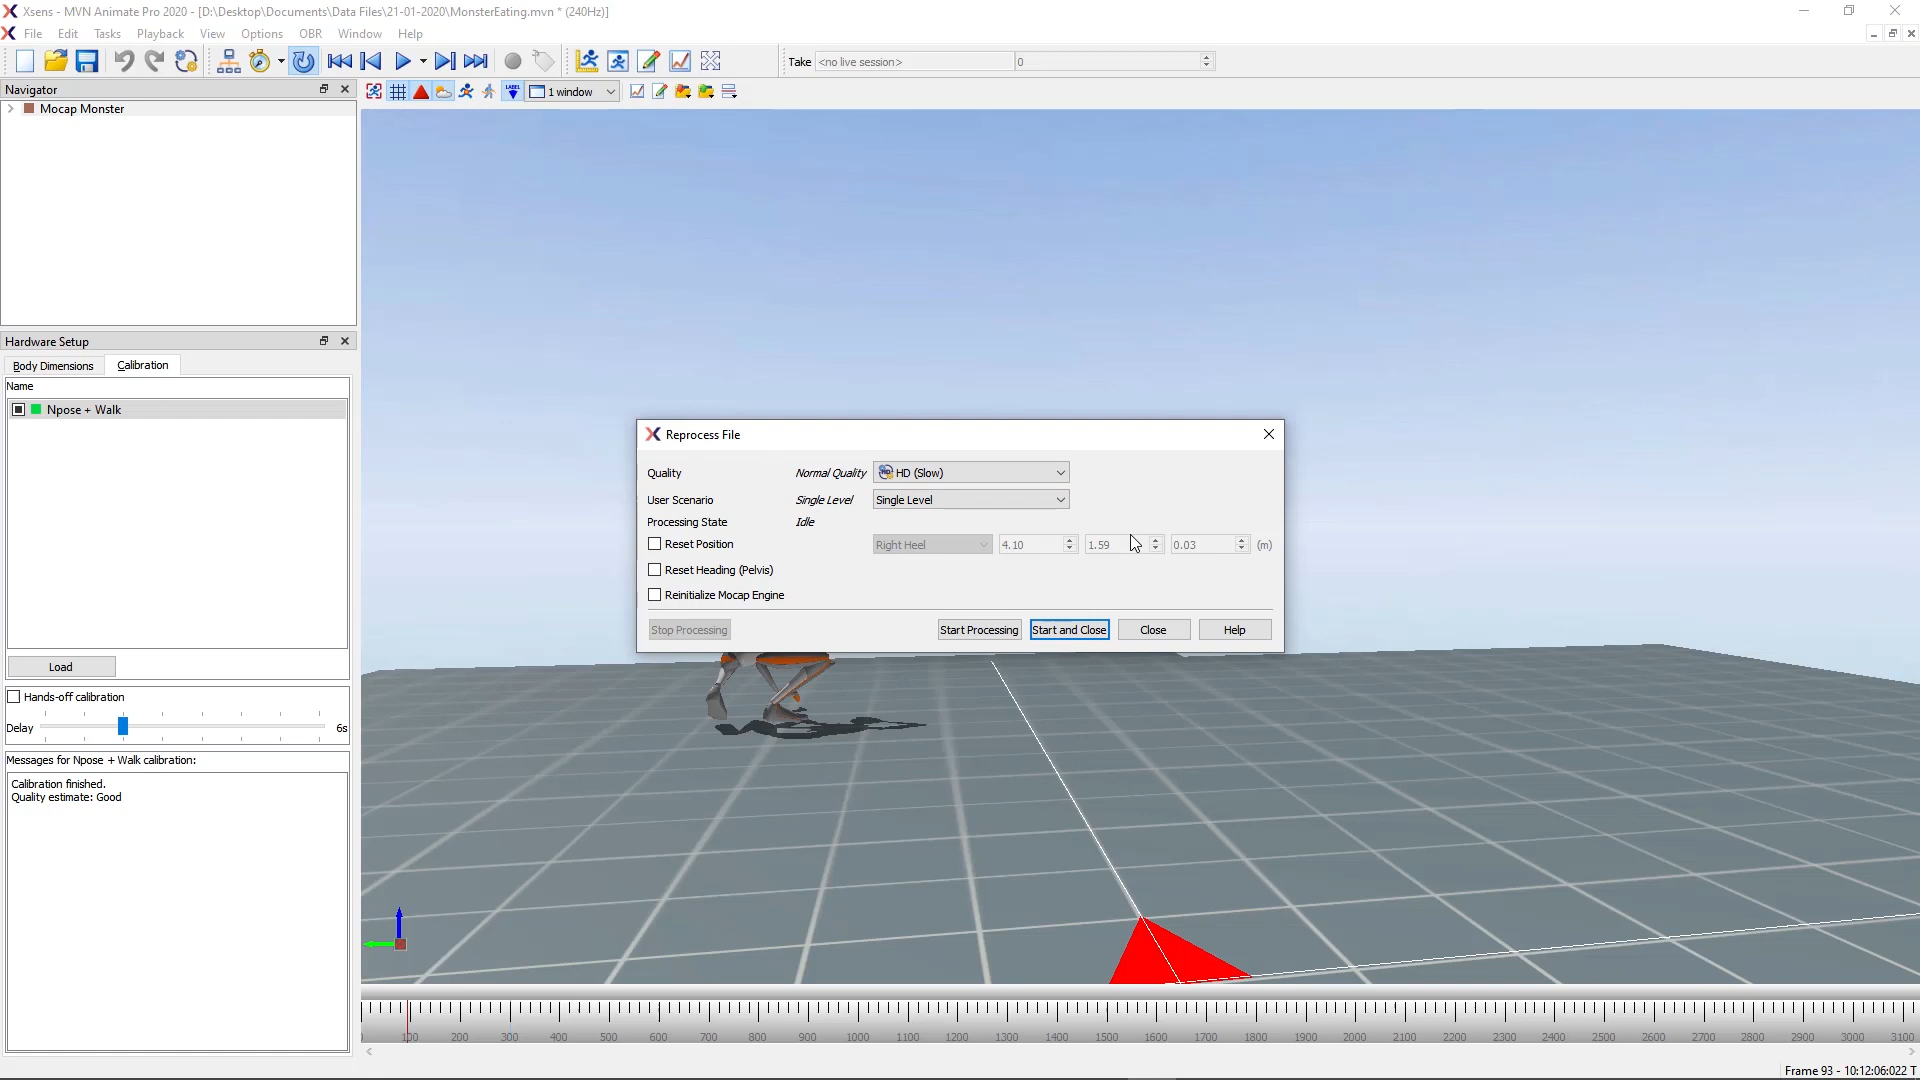 Xsens - MVN Animate Pro 2020 - [D:\Desktop\Documents\Data Files\21-01-2020\MonsterEating.mvn * (240Hz)]
File Edit Tasks Playback View Options OBR Window Help
Take <no live session> 0
Navigator
LABEL 1 window
Mocap Monster
Hardware Setup
Body Dimensions Calibration
Name
Npose + Walk
Reprocess File
Quality Normal Quality HD (Slow)
User Scenario Single Level Single Level
Processing State Idle
Reset Position Right Heel 4.10 1.59 0.03 (m)
Reset Heading (Pelvis)
Reinitialize Mocap Engine
Stop Processing Start Processing Start and Close Close Help
Load
Hands-off calibration
Delay 6s
Messages for Npose + Walk calibration:
Calibration finished.
Quality estimate: Good
100 200 300 400 500 600 700 800 900 1000 1100 1200 1300 1400 1500 1600 1700 1800 1900 2000 2100 2200 2300 2400 2500 2600 2700 2800 2900 3000 3100
Frame 93 - 10:12:06:022 T